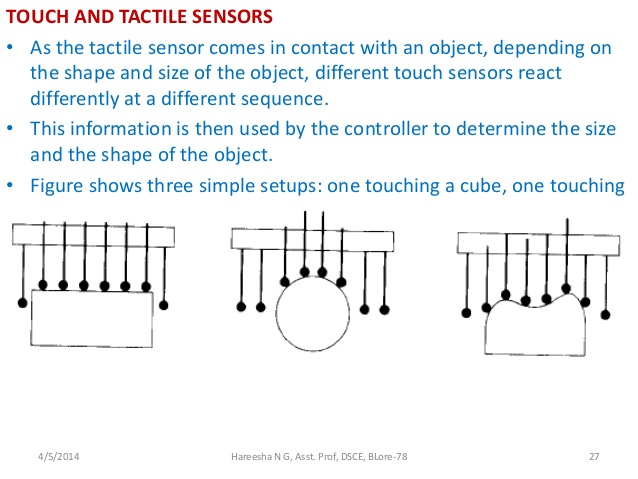 TOUCH AND TACTILE SENSORS
• As the tactile sensor comes in contact with an object, depending on
the shape and size of the object, different touch sensors react
differently at a different sequence.
• This information is then used by the controller to determine the size
and the shape of the object.
• Figure shows three simple setups: one touching a cube, one touching
4/5/2014
Hareesha N G, Asst. Prof, DSCE, BLore-78
27